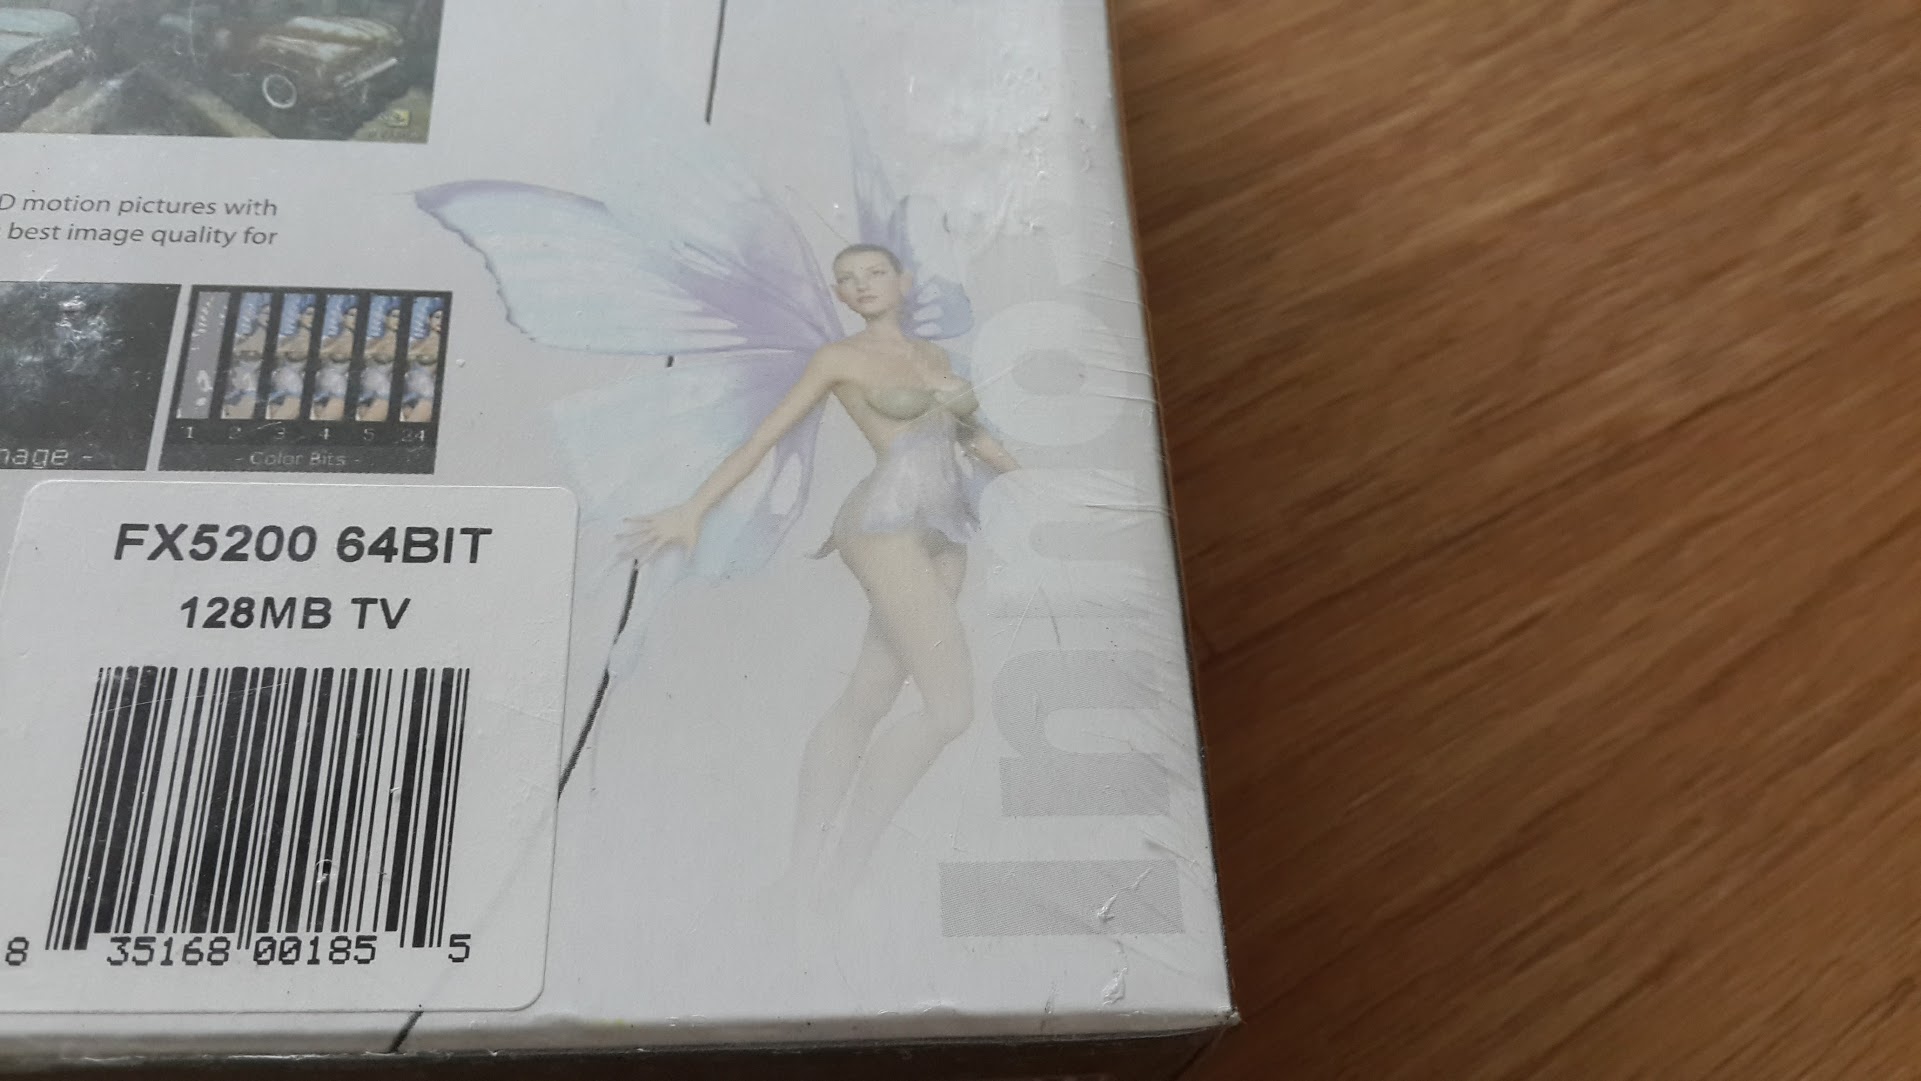 D motion pictures with
best image quality for
1 2 3 4 5 24
nage -
- Color Bits -
FX5200 64BIT
128MB TV
8 35168 00185 5
Inno